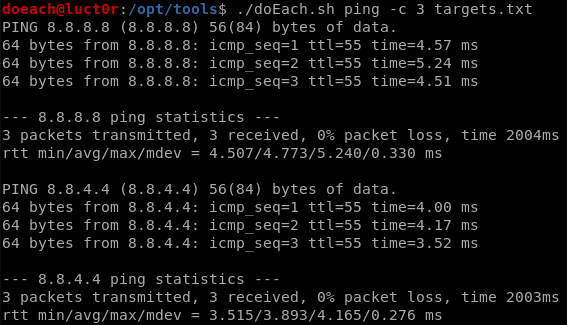 doeach@luct0r:/opt/tools$ ./doEach.sh ping -c 3 targets.txt
PING 8.8.8.8 (8.8.8.8) 56(84) bytes of data.
64 bytes from 8.8.8.8: icmp_seq=1 ttl=55 time=4.57 ms
64 bytes from 8.8.8.8: icmp_seq=2 ttl=55 time=5.24 ms
64 bytes from 8.8.8.8: icmp_seq=3 ttl=55 time=4.51 ms

--- 8.8.8.8 ping statistics ---
3 packets transmitted, 3 received, 0% packet loss, time 2004ms
rtt min/avg/max/mdev = 4.507/4.773/5.240/0.330 ms

PING 8.8.4.4 (8.8.4.4) 56(84) bytes of data.
64 bytes from 8.8.4.4: icmp_seq=1 ttl=55 time=4.00 ms
64 bytes from 8.8.4.4: icmp_seq=2 ttl=55 time=4.17 ms
64 bytes from 8.8.4.4: icmp_seq=3 ttl=55 time=3.52 ms

--- 8.8.4.4 ping statistics ---
3 packets transmitted, 3 received, 0% packet loss, time 2003ms
rtt min/avg/max/mdev = 3.515/3.893/4.165/0.276 ms